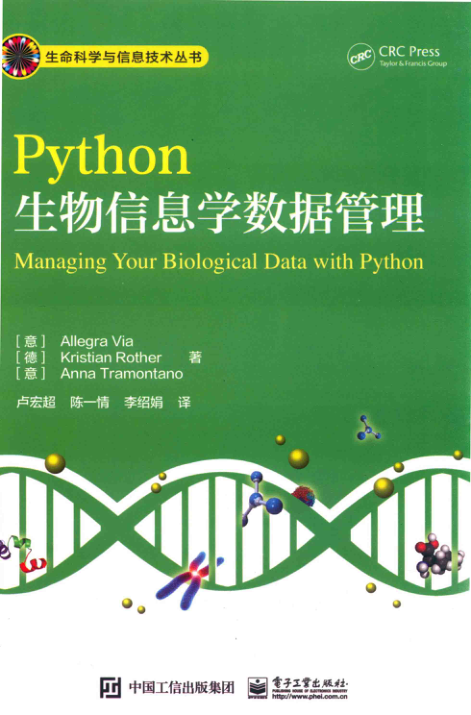 生命科学与信息技术丛书
CRC
CRC Press
Taylor & Francis Group
Python
生物信息学数据管理
Managing Your Biological Data with Python
[意] Allegra Via
[德] Kristian Rother 著
[意] Anna Tramontano
卢宏超 陈一情 李绍娟 译
中国工信出版集团
电子工业出版社
PUBLISHING HOUSE OF ELECTRONICS INDUSTRY
http://www.phei.com.cn